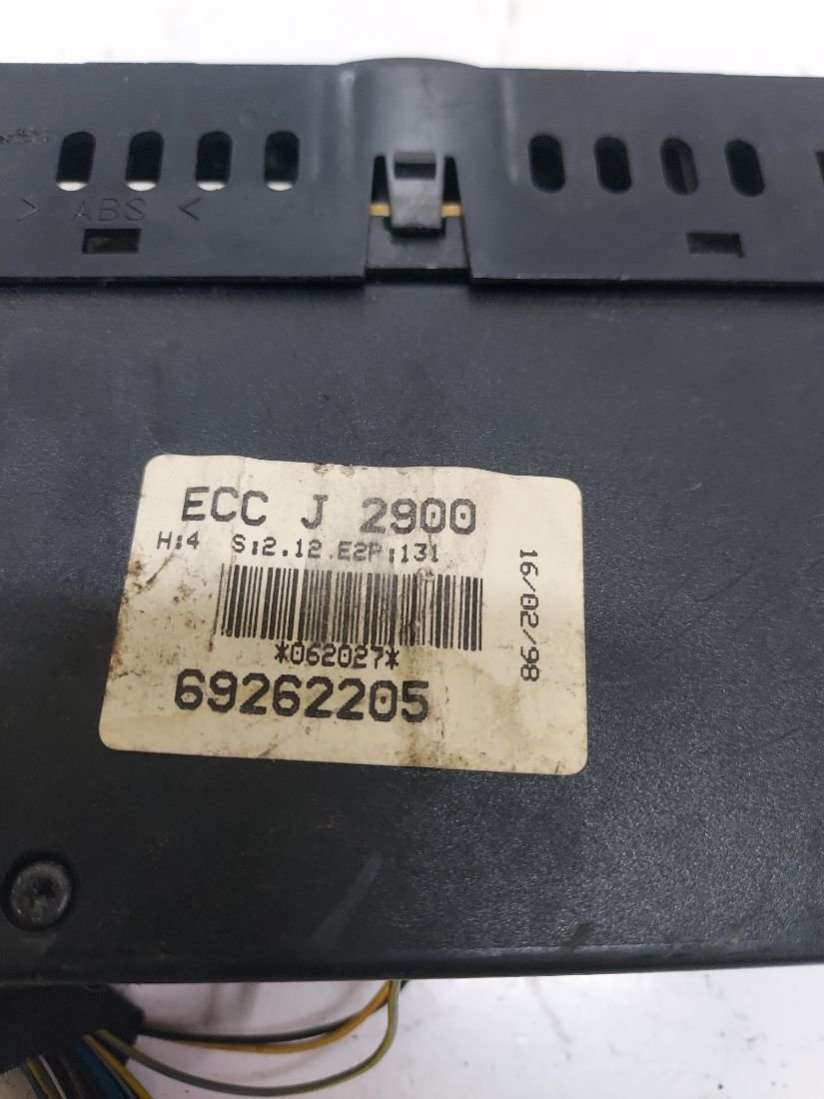 > ABS <
ECC J 2900
H:4 S:2.12.E2P:131
16/02/98
*062027*
69262205